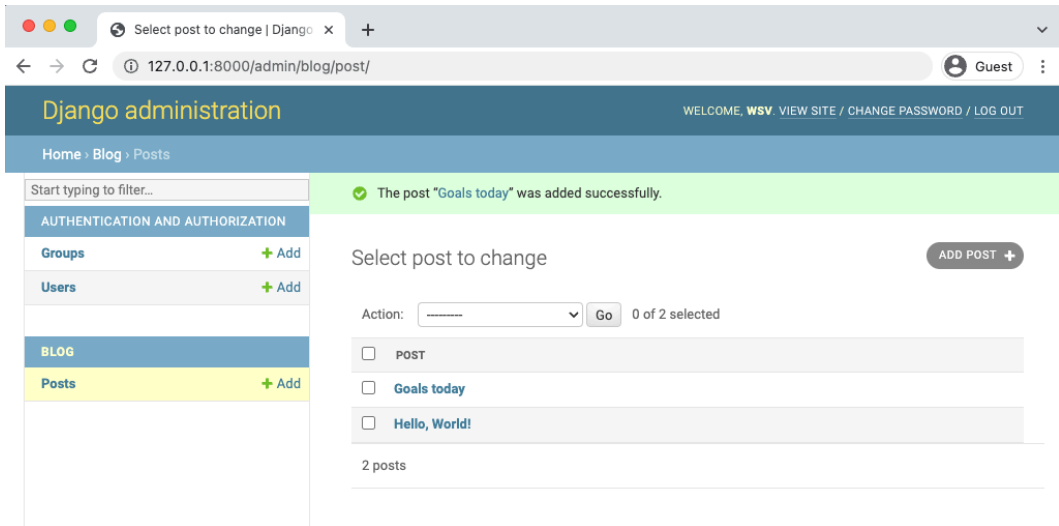 Select post to change | Django
127.0.0.1:8000/admin/blog/post/
Guest
Django administration
WELCOME, WSV. VIEW SITE / CHANGE PASSWORD / LOG OUT
Home › Blog › Posts
Start typing to filter...
The post “Goals today” was added successfully.
AUTHENTICATION AND AUTHORIZATION
Groups + Add
Users + Add
BLOG
Posts + Add
Select post to change
ADD POST +
Action: --------- Go 0 of 2 selected
POST
Goals today
Hello, World!
2 posts